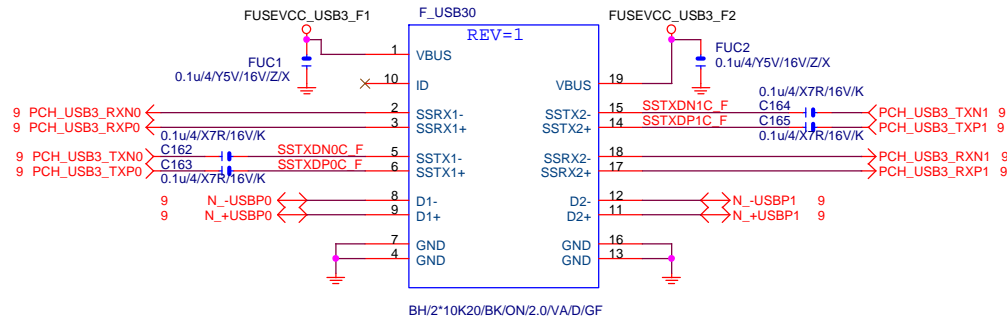 FUSEVCC_USB3_F1
F_USB30
FUSEVCC_USB3_F2
REV=1
FUC1
0.1u/4/Y5V/16V/Z/X
1
VBUS
FUC2
0.1u/4/Y5V/16V/Z/X
10
ID
VBUS
19
9 PCH_USB3_RXN0
2
SSRX1-
SSTX2-
15
SSTXDN1C_F
C164
0.1u/4/X7R/16V/K
PCH_USB3_TXN1 9
9 PCH_USB3_RXP0
3
SSRX1+
SSTX2+
14
SSTXDP1C_F
C165
0.1u/4/X7R/16V/K
PCH_USB3_TXP1 9
0.1u/4/X7R/16V/K
9 PCH_USB3_TXN0
C162
SSTXDN0C_F
5
SSTX1-
SSRX2-
18
PCH_USB3_RXN1 9
9 PCH_USB3_TXP0
C163
0.1u/4/X7R/16V/K
SSTXDP0C_F
6
SSTX1+
SSRX2+
17
PCH_USB3_RXP1 9
9 N_-USBP0
8
D1-
D2-
12
N_-USBP1 9
9 N_+USBP0
9
D1+
D2+
11
N_+USBP1 9
7
GND
GND
16
4
GND
GND
13
BH/2*10K20/BK/ON/2.0/VA/D/GF